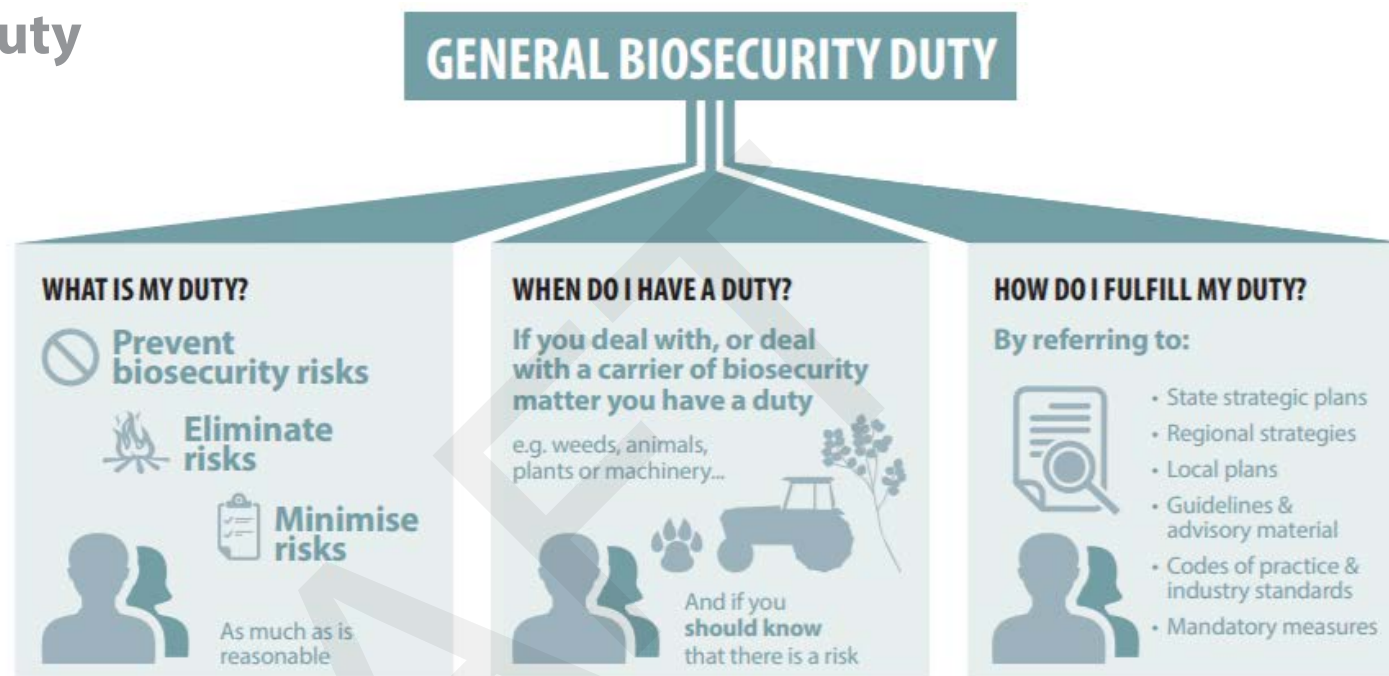 uty
GENERAL BIOSECURITY DUTY
WHAT IS MY DUTY?
Prevent
biosecurity risks
Eliminate
risks
Minimise
risks
As much as is
reasonable
WHEN DO I HAVE A DUTY?
If you deal with, or deal
with a carrier of biosecurity
matter you have a duty
e.g. weeds, animals,
plants or machinery...
And if you
should know
that there is a risk
HOW DO I FULFILL MY DUTY?
By referring to:
• State strategic plans
• Regional strategies
• Local plans
• Guidelines &
advisory material
• Codes of practice &
industry standards
• Mandatory measures